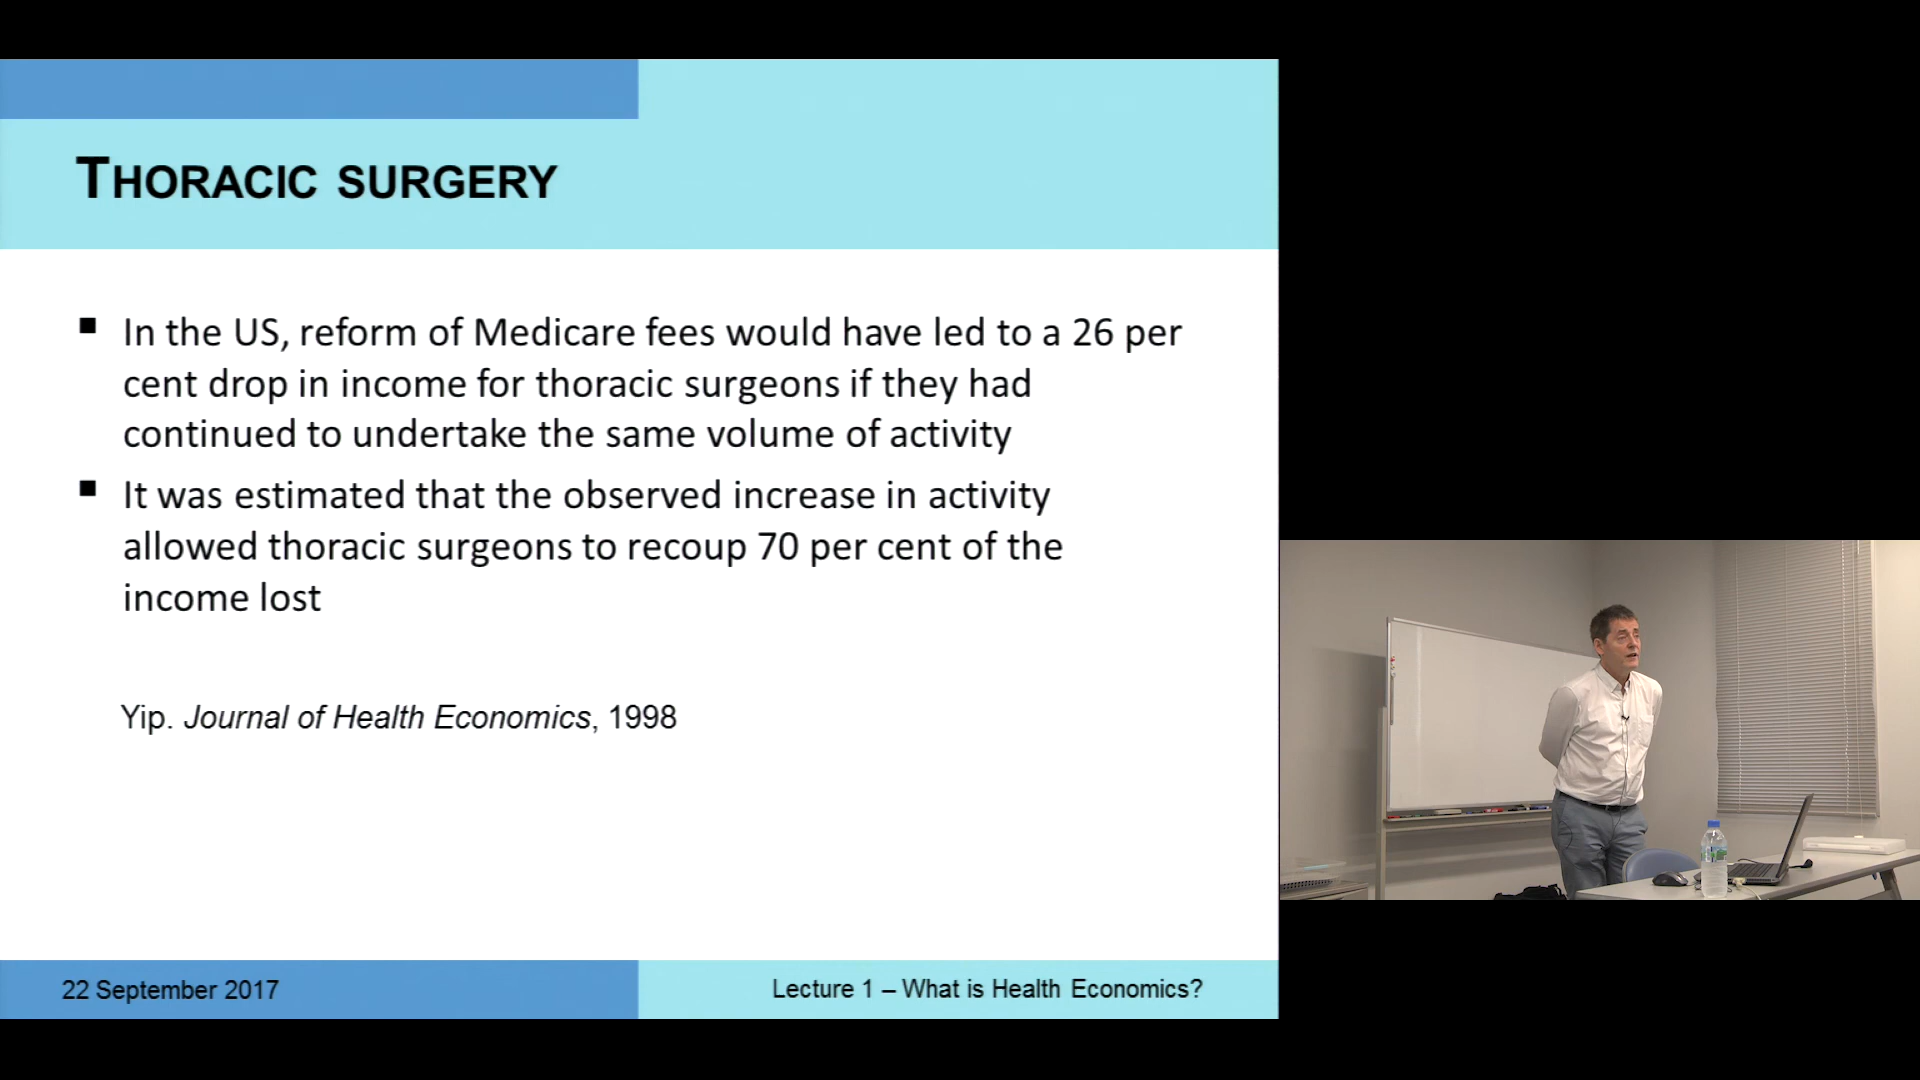 THORACIC SURGERY
In the US, reform of Medicare fees would have led to a 26 per
cent drop in income for thoracic surgeons if they had
continued to undertake the same volume of activity
It was estimated that the observed increase in activity
allowed thoracic surgeons to recoup 70 per cent of the
income lost
Yip. Journal of Health Economics, 1998
22 September 2017
Lecture 1 – What is Health Economics?